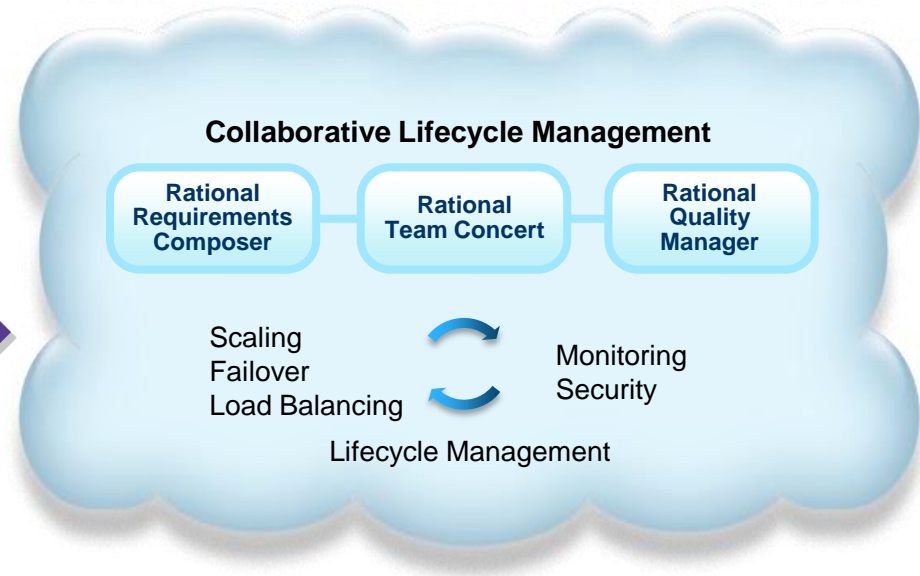 Collaborative Lifecycle Management
Rational
Requirements
Composer
Rational
Team Concert
Rational
Quality
Manager
Scaling
Failover
Load Balancing
Monitoring
Security
Lifecycle Management